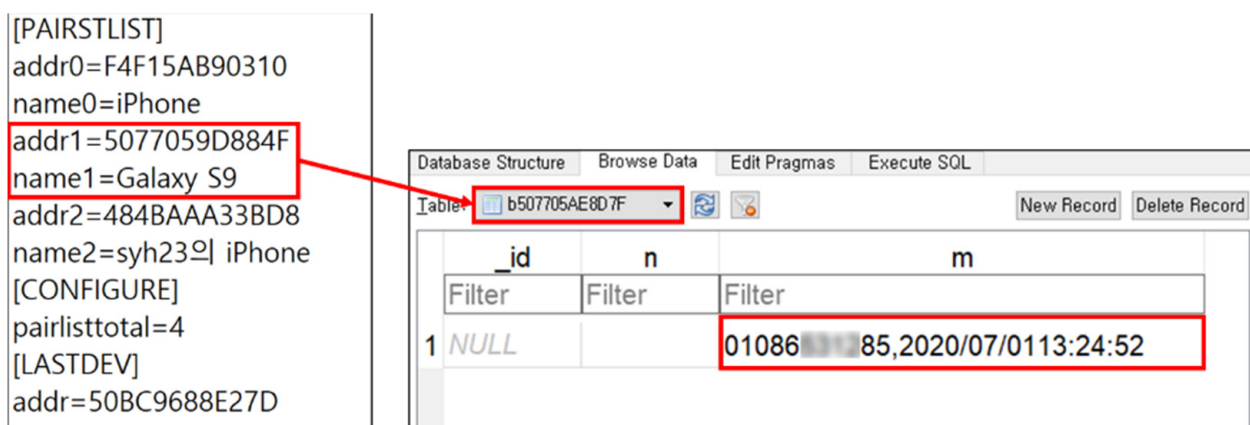 [PAIRSTLIST]
addr0=F4F15AB90310
name0=iPhone
addr1=5077059D884F
name1=Galaxy S9
addr2=484BAAA33BD8
name2=syh23의 iPhone
[CONFIGURE]
pairlisttotal=4
[LASTDEV]
addr=50BC9688E27D
Database Structure Browse Data Edit Pragmas Execute SQL
Table: b507705AE8D7F New Record Delete Record
_id n m
Filter Filter Filter
1 NULL 01086 85,2020/07/0113:24:52